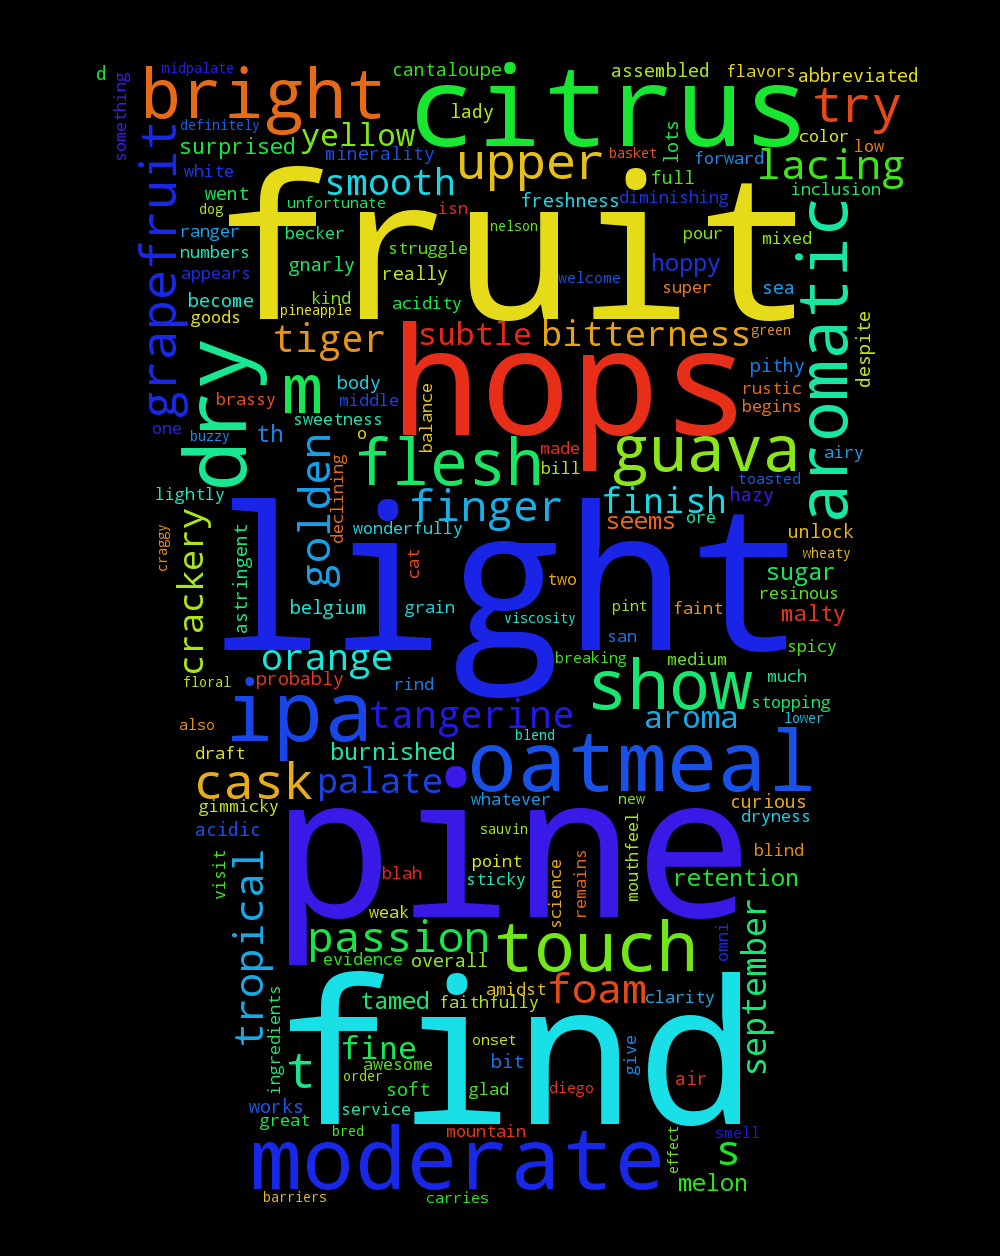 d
something
midpalate
bright
cantaloupe
citrus
assembled
flavors
abbreviated
lady
try
definitely
surprised
yellow
minerality
upper
basket
lots
forward
color
low
lacing
grapefruit
white
went
dog
smooth
unfortunate
isn
freshness
full
diminishing
inclusion
aromatic
fruit
ranger
becker
nelson
pour
mixed
numbers
gnarly
struggle
hoppy
appears
really
welcome
super
sea
become
kind
acidity
goods
pineapple
tiger
subtle
bitterness
green
despite
dry
hops
m
body
pithy
brassy
middle
rustic
sweetness
begins
balance
one
buzzy
th
o
made
bill
flesh
guava
airy
golden
declining
toasted
lightly
finger
finish
hazy
craggy
crackery
astringent
wonderfully
seems
ore
unlock
cat
wheaty
light
two
sugar
belgium
grain
viscosity
pint
faint
resinous
malty
san
spicy
orange
breaking
medium
floral
probably
rind
show
much
stopping
ipa
tangerine
aroma
lower
also
blend
draft
burnished
oatmeal
cask
palate
gimmicky
whatever
new
curious
pine
dryness
acidic
sauvin
visit
blah
point
sticky
science
remains
mouthfeel
blind
retention
tropical
weak
passion
touch
omni
september
evidence
overall
tamed
faithfully
amidst
foam
clarity
ingredients
find
t
fine
onset
awesome
bit
give
order
soft
glad
diego
air
works
great
service
bred
mountain
effect
smell
moderate
s
melon
barriers
carries